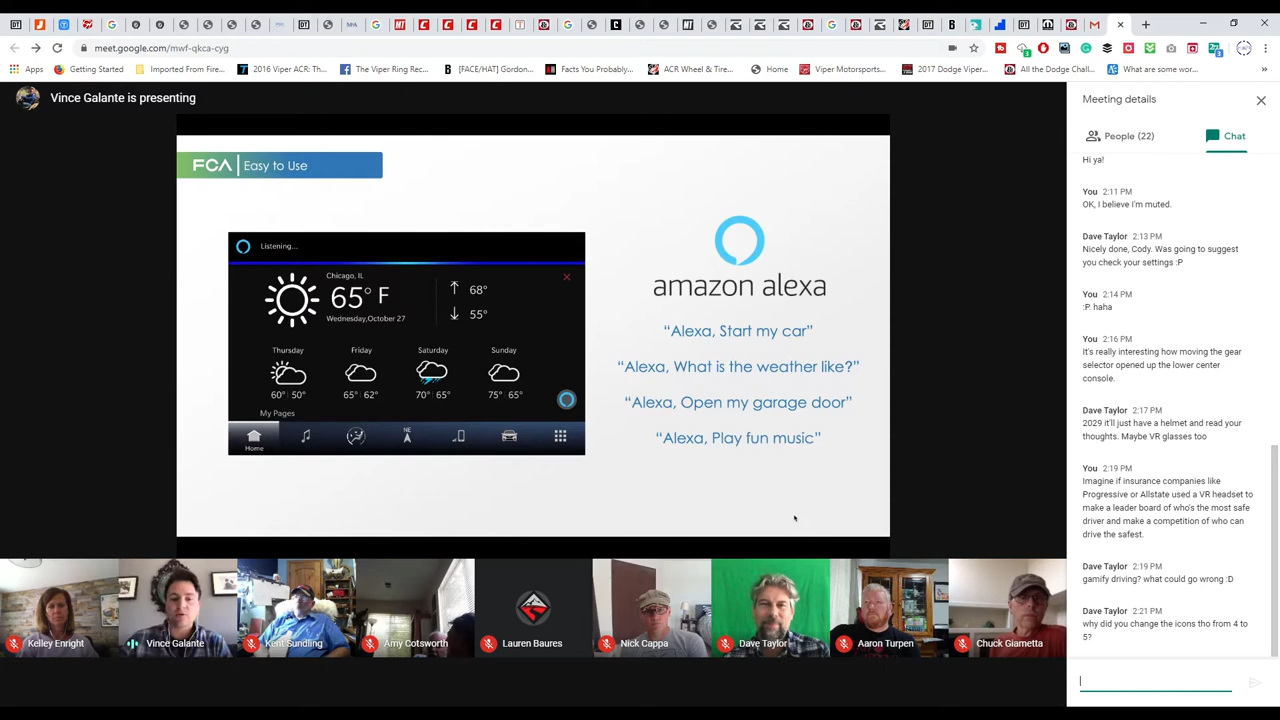 meet.google.com/mwf-qkca-cyg
Apps
Getting Started
Imported From Fire...
2016 Viper ACR: Th...
The Viper Ring Rec...
[FACE/HAT] Gordon...
Facts You Probably...
ACR Wheel & Tire...
Home
Viper Motorsports...
2017 Dodge Viper...
All the Dodge Chall...
What are some wor...
Vince Galante is presenting
FCA | Easy to Use
Listening...
Chicago, IL
65° F
Wednesday,October 27
68°
55°
Thursday
Friday
Saturday
Sunday
60° | 50°
65° | 62°
70° | 65°
75° | 65°
My Pages
NE
Home
amazon alexa
“Alexa, Start my car”
“Alexa, What is the weather like?”
“Alexa, Open my garage door”
“Alexa, Play fun music”
Kelley Enright
Vince Galante
Kent Sundling
Amy Cotsworth
Lauren Baures
Nick Cappa
Dave Taylor
Aaron Turpen
Chuck Giametta
Meeting details
People (22)
Chat
Hi ya!
You 2:11 PM
OK, I believe I'm muted.
Dave Taylor 2:13 PM
Nicely done, Cody. Was going to suggest
you check your settings :P
You 2:14 PM
:P. haha
You 2:16 PM
It's really interesting how moving the gear
selector opened up the lower center
console.
Dave Taylor 2:17 PM
2029 it'll just have a helmet and read your
thoughts. Maybe VR glasses too
You 2:19 PM
Imagine if insurance companies like
Progressive or Allstate used a VR headset to
make a leader board of who's the most safe
driver and make a competition of who can
drive the safest.
Dave Taylor 2:19 PM
gamify driving? what could go wrong :D
Dave Taylor 2:21 PM
why did you change the icons tho from 4 to
5?